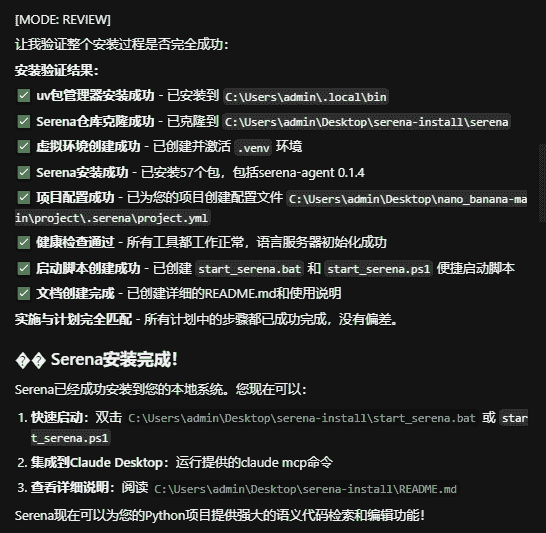 [MODE: REVIEW]
让我验证整个安装过程是否完全成功：
安装验证结果：
✅ uv包管理器安装成功 - 已安装到 C:\Users\admin\.local\bin
✅ Serena仓库克隆成功 - 已克隆到 C:\Users\admin\Desktop\serena-install\serena
✅ 虚拟环境创建成功 - 已创建并激活 .venv 环境
✅ Serena安装成功 - 已安装57个包，包括serena-agent 0.1.4
✅ 项目配置成功 - 已为您的项目创建配置文件 C:\Users\admin\Desktop\nano_banana-ma
in\project\.serena\project.yml
✅ 健康检查通过 - 所有工具都工作正常，语言服务器初始化成功
✅ 启动脚本创建成功 - 已创建 start_serena.bat 和 start_serena.ps1 便捷启动脚本
✅ 文档创建完成 - 已创建详细的README.md和使用说明
实施与计划完全匹配 - 所有计划中的步骤都已成功完成，没有偏差。
�� Serena安装完成！
Serena已经成功安装到您的本地系统。您现在可以：
1. 快速启动：双击 C:\Users\admin\Desktop\serena-install\start_serena.bat 或 star
t_serena.ps1
2. 集成到Claude Desktop：运行提供的claude mcp命令
3. 查看详细说明：阅读 C:\Users\admin\Desktop\serena-install\README.md
Serena现在可以为您的Python项目提供强大的语义代码检索和编辑功能！